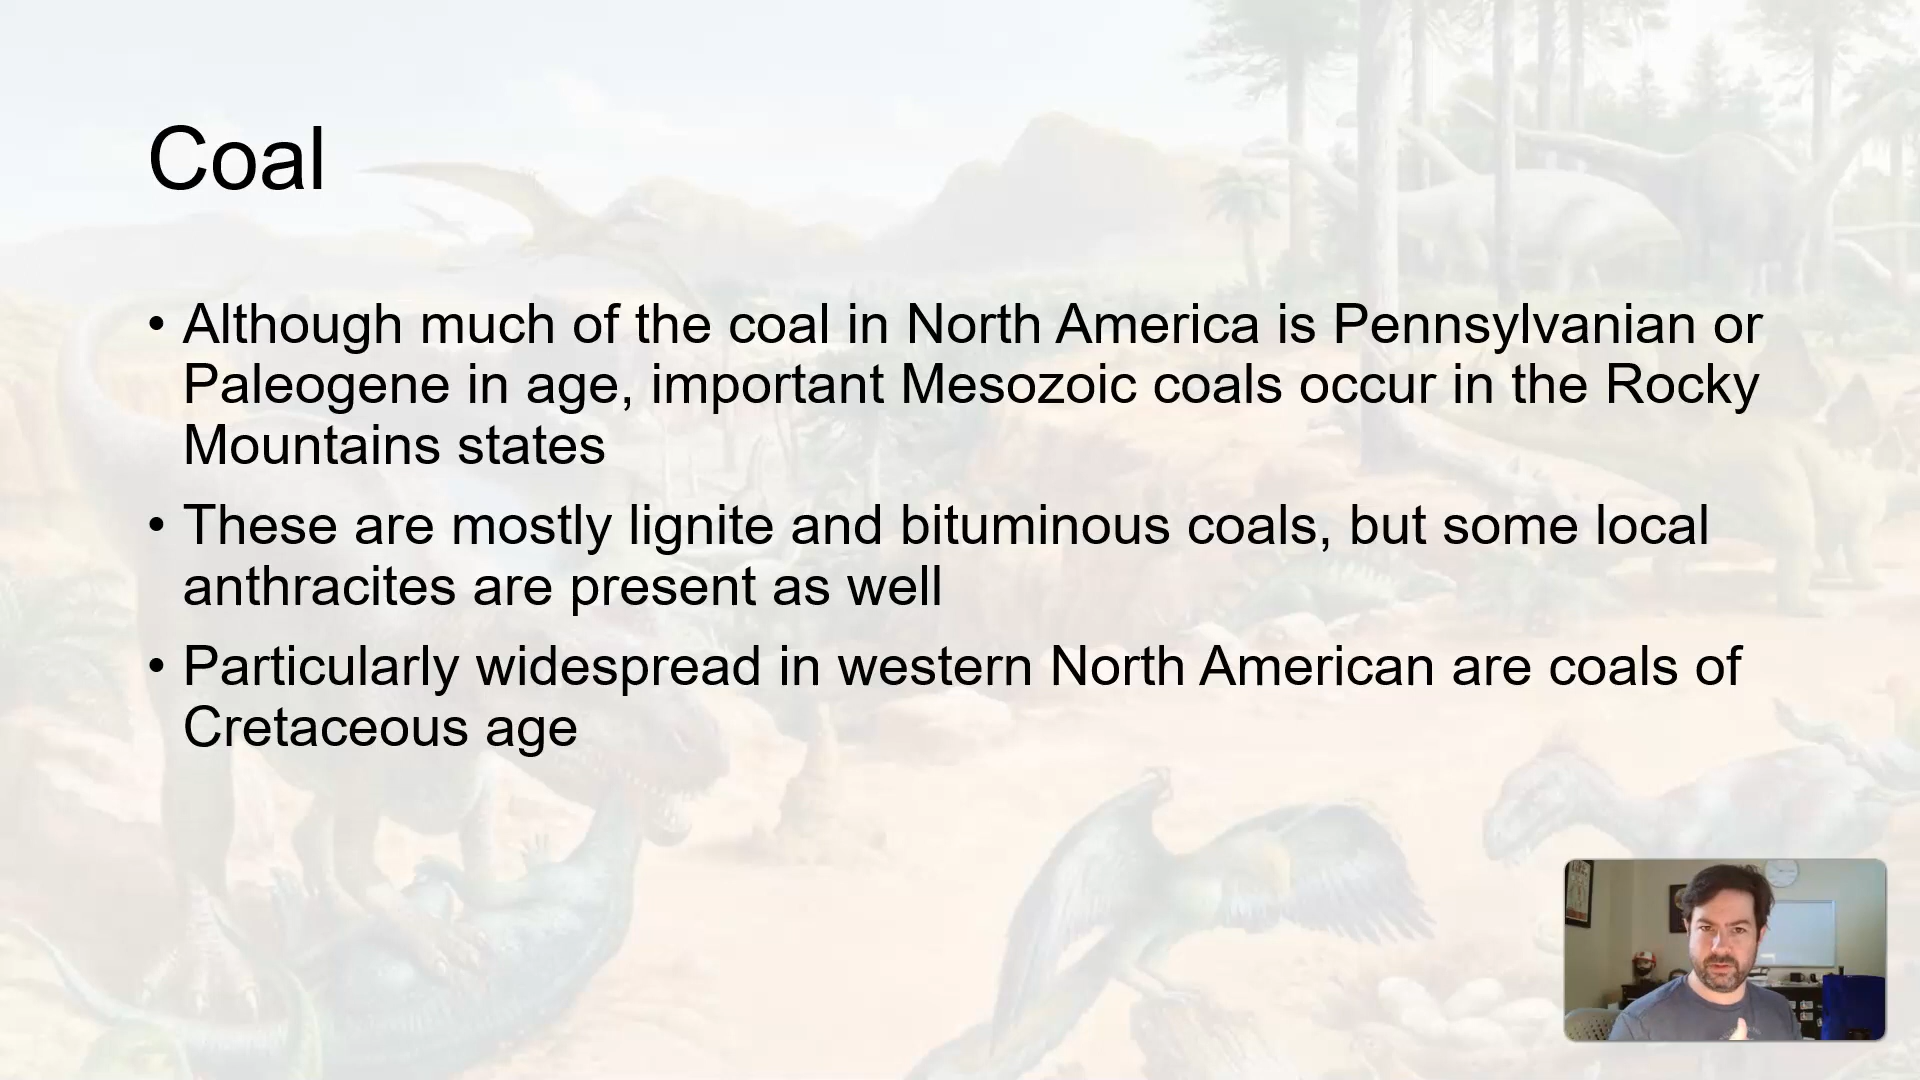 Coal
• Although much of the coal in North America is Pennsylvanian or
Paleogene in age, important Mesozoic coals occur in the Rocky
Mountains states
• These are mostly lignite and bituminous coals, but some local
anthracites are present as well
• Particularly widespread in western North American are coals of
Cretaceous age